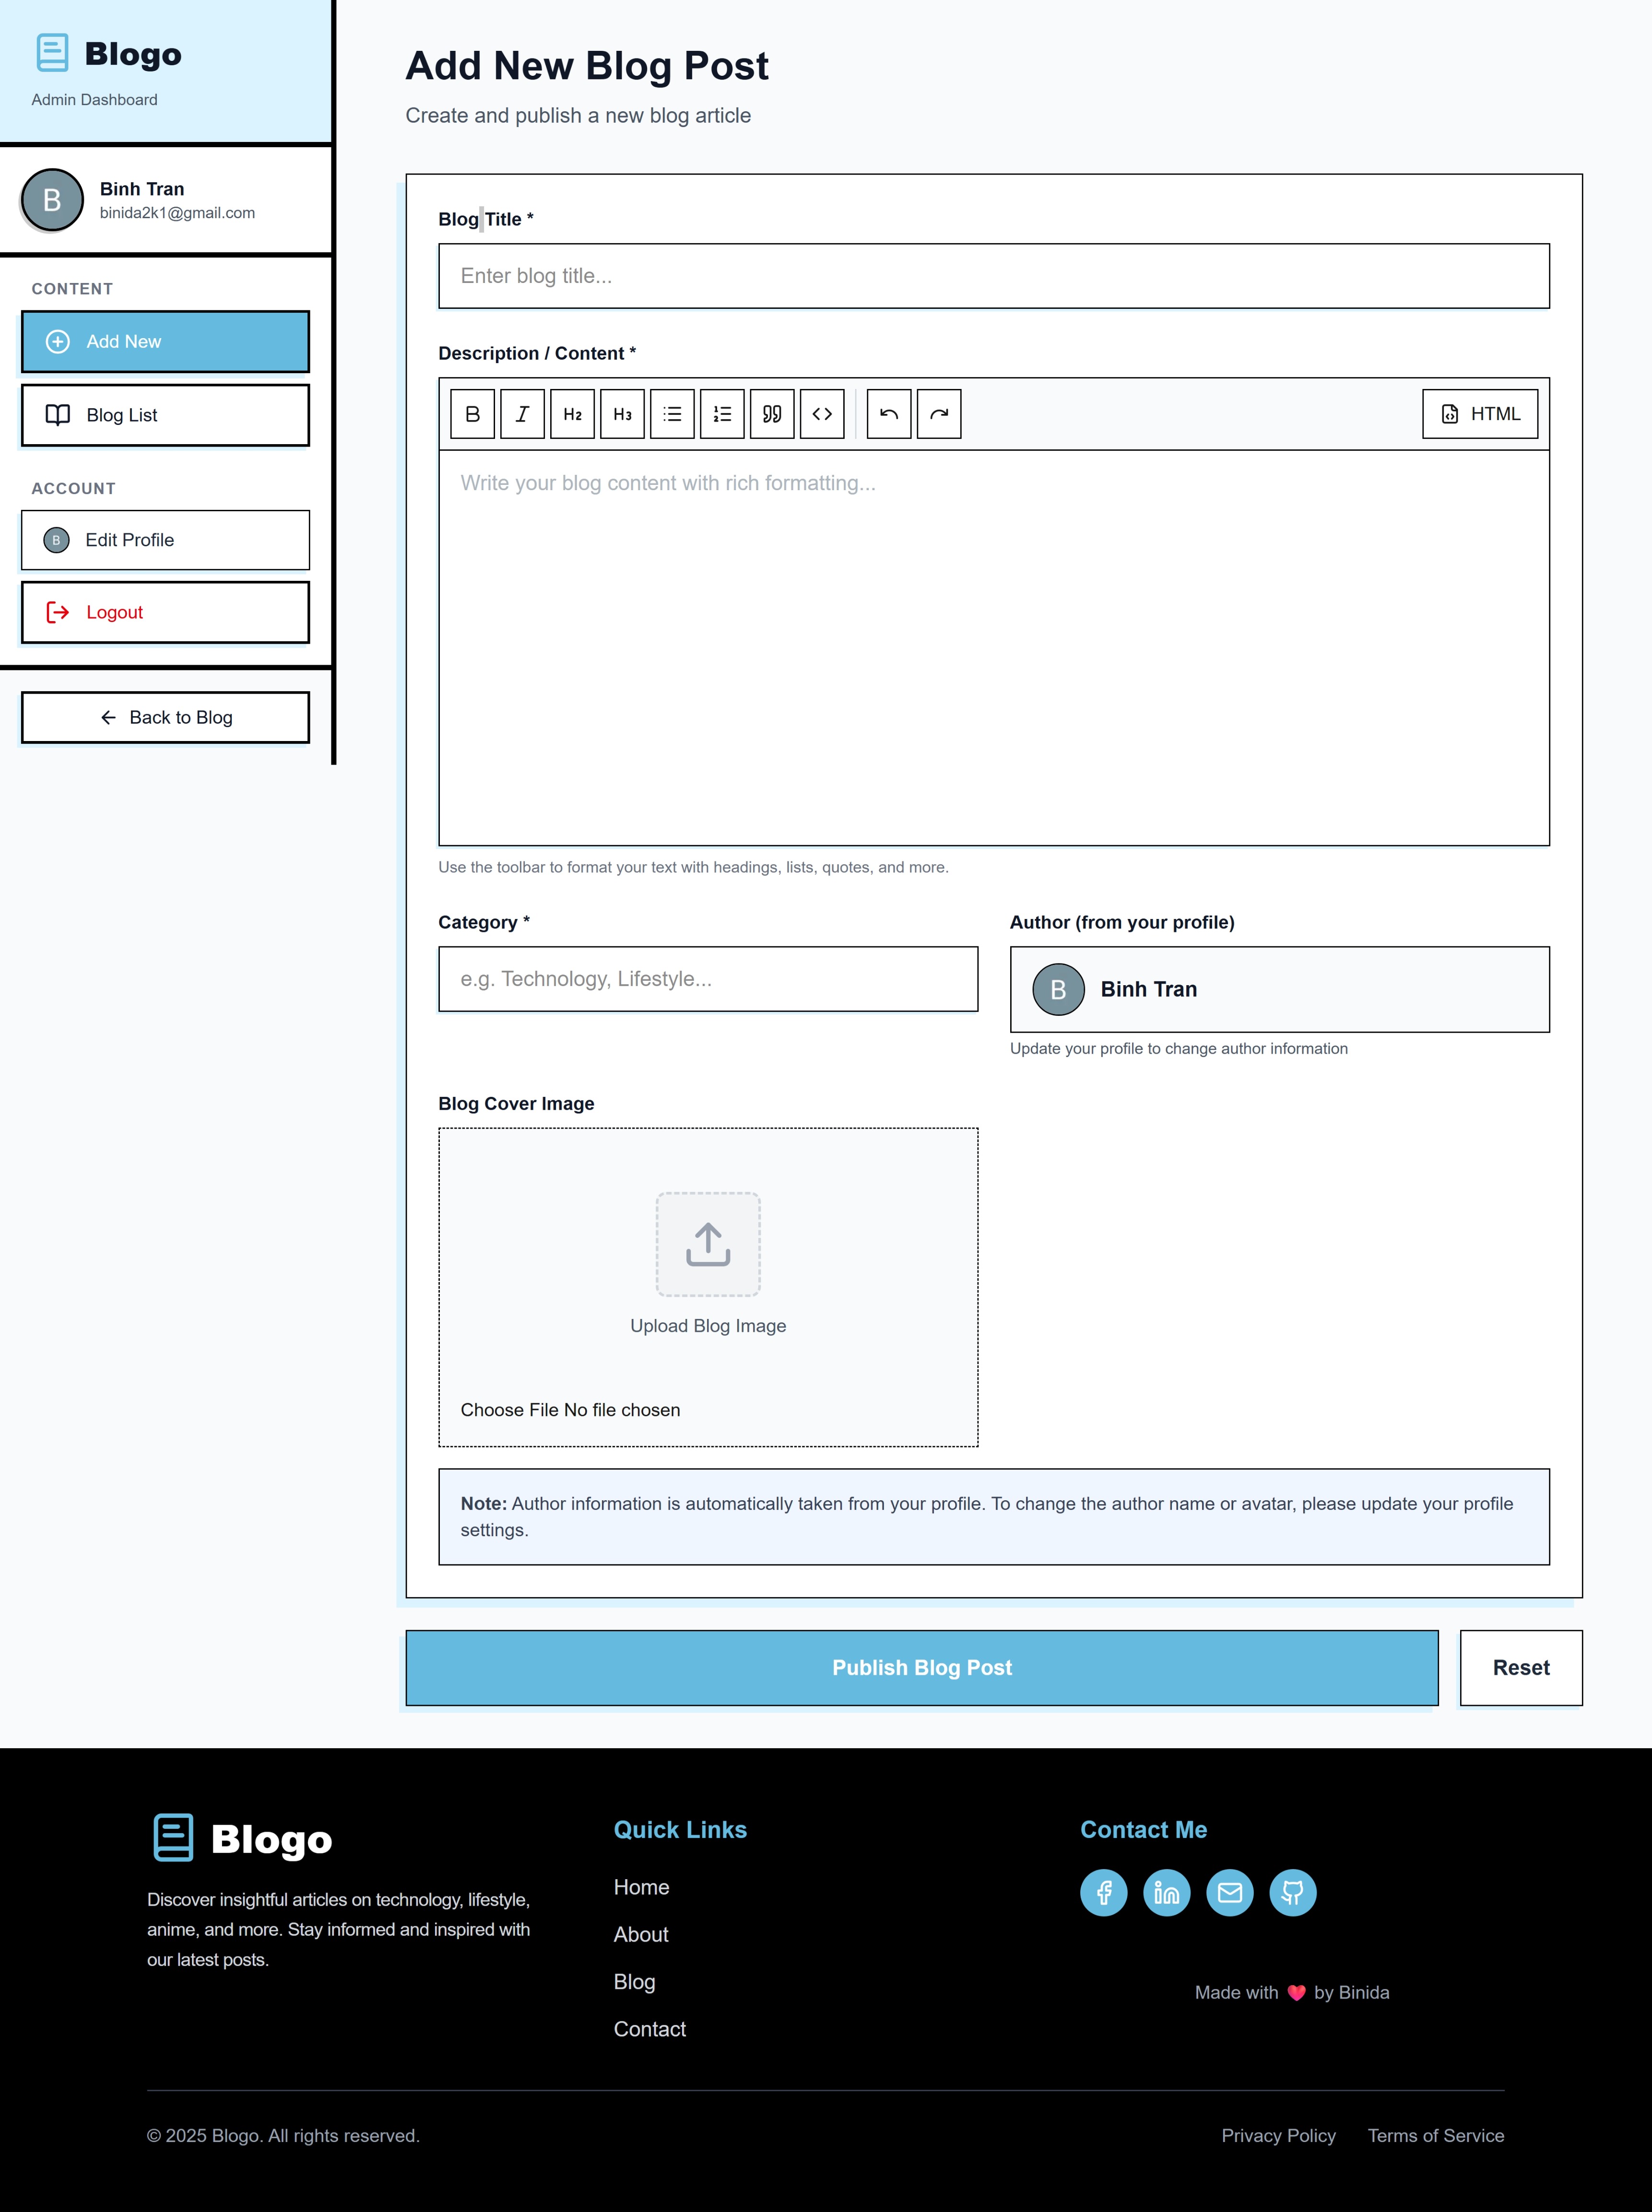 Blogo
Admin Dashboard
B
Binh Tran
binida2k1@gmail.com
CONTENT
Add New
Blog List
ACCOUNT
B
Edit Profile
Logout
Back to Blog
Add New Blog Post
Create and publish a new blog article
Blog Title *
Enter blog title...
Description / Content *
B I H2 H3 HTML
Write your blog content with rich formatting...
Use the toolbar to format your text with headings, lists, quotes, and more.
Category *
e.g. Technology, Lifestyle...
Author (from your profile)
B
Binh Tran
Update your profile to change author information
Blog Cover Image
Upload Blog Image
Choose File No file chosen
Note: Author information is automatically taken from your profile. To change the author name or avatar, please update your profile
settings.
Publish Blog Post
Reset
Blogo
Discover insightful articles on technology, lifestyle,
anime, and more. Stay informed and inspired with
our latest posts.
Quick Links
Home
About
Blog
Contact
Contact Me
Made with ❤️ by Binida
© 2025 Blogo. All rights reserved.
Privacy Policy
Terms of Service